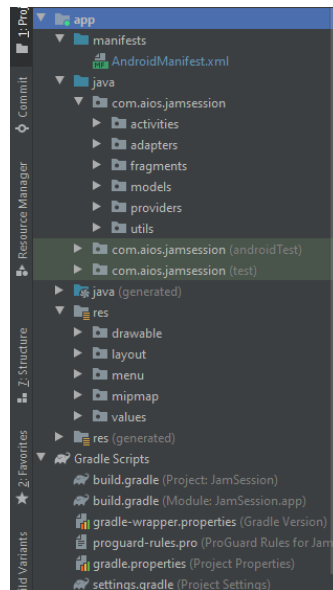 app
manifests
AndroidManifest.xml
java
com.aios.jamsession
activities
adapters
fragments
models
providers
utils
com.aios.jamsession (androidTest)
com.aios.jamsession (test)
java (generated)
res
drawable
layout
menu
mipmap
values
res (generated)
Gradle Scripts
build.gradle (Project: JamSession)
build.gradle (Module: JamSession.app)
gradle-wrapper.properties (Gradle Version)
proguard-rules.pro (ProGuard Rules for Jam
gradle.properties (Project Properties)
settings.gradle (Project Settings)
1: Proj
Commit
Resource Manager
7: Structure
2: Favorites
ild Variants